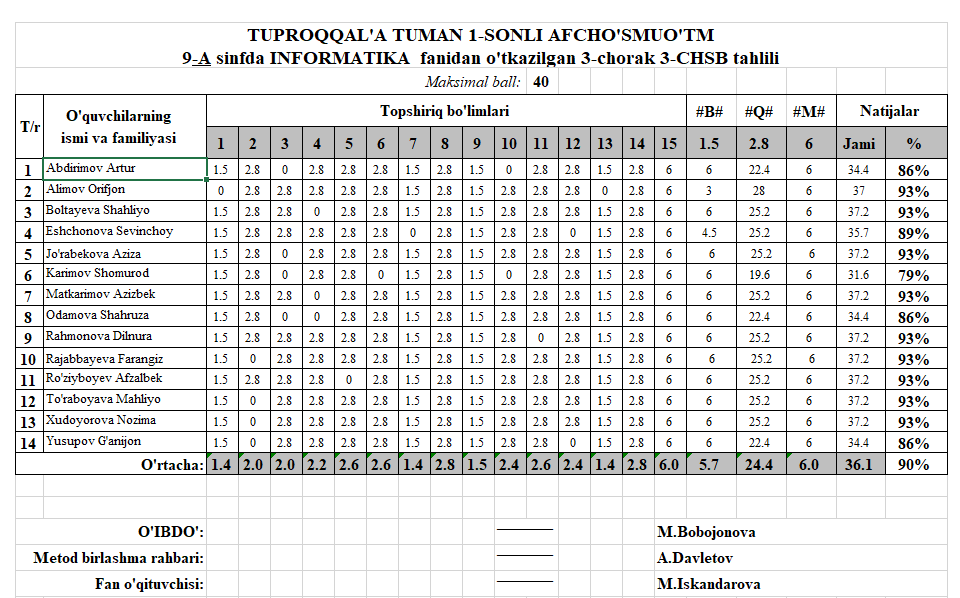 TUPROQQAL'A TUMAN 1-SONLI AFCHO'SMUO'TM
9-A sinfda INFORMATIKA fanidan o'tkazilgan 3-chorak 3-CHSB tahlili
Maksimal ball: 40
T/r O'quvchilarning ismi va familiyasi Topshiriq bo'limlari #B# #Q# #M# Natijalar
1 2 3 4 5 6 7 8 9 10 11 12 13 14 15 1.5 2.8 6 Jami %
1 Abdirimov Artur 1.5 2.8 0 2.8 2.8 2.8 1.5 2.8 1.5 0 2.8 2.8 1.5 2.8 6 6 22.4 6 34.4 86%
2 Alimov Orifjon 0 2.8 2.8 2.8 2.8 2.8 1.5 2.8 1.5 2.8 2.8 2.8 0 2.8 6 3 28 6 37 93%
3 Boltayeva Shahliyo 1.5 2.8 2.8 0 2.8 2.8 1.5 2.8 1.5 2.8 2.8 2.8 1.5 2.8 6 6 25.2 6 37.2 93%
4 Eshchonova Sevinchoy 1.5 2.8 2.8 2.8 2.8 2.8 0 2.8 1.5 2.8 2.8 0 1.5 2.8 6 4.5 25.2 6 35.7 89%
5 Jo'rabekova Aziza 1.5 2.8 0 2.8 2.8 2.8 1.5 2.8 1.5 2.8 2.8 2.8 1.5 2.8 6 6 25.2 6 37.2 93%
6 Karimov Shomurod 1.5 2.8 0 2.8 2.8 0 1.5 2.8 1.5 0 2.8 2.8 1.5 2.8 6 6 19.6 6 31.6 79%
7 Matkarimov Azizbek 1.5 2.8 2.8 0 2.8 2.8 1.5 2.8 1.5 2.8 2.8 2.8 1.5 2.8 6 6 25.2 6 37.2 93%
8 Odamova Shahruza 1.5 2.8 0 0 2.8 2.8 1.5 2.8 1.5 2.8 2.8 2.8 1.5 2.8 6 6 22.4 6 34.4 86%
9 Rahmonova Dilnura 1.5 2.8 2.8 2.8 2.8 2.8 1.5 2.8 1.5 2.8 0 2.8 1.5 2.8 6 6 25.2 6 37.2 93%
10 Rajabbayeva Farangiz 1.5 0 2.8 2.8 2.8 2.8 1.5 2.8 1.5 2.8 2.8 2.8 1.5 2.8 6 6 25.2 6 37.2 93%
11 Ro'ziyboyev Afzalbek 1.5 2.8 2.8 2.8 0 2.8 1.5 2.8 1.5 2.8 2.8 2.8 1.5 2.8 6 6 25.2 6 37.2 93%
12 To'raboyava Mahliyo 1.5 0 2.8 2.8 2.8 2.8 1.5 2.8 1.5 2.8 2.8 2.8 1.5 2.8 6 6 25.2 6 37.2 93%
13 Xudoyorova Nozima 1.5 0 2.8 2.8 2.8 2.8 1.5 2.8 1.5 2.8 2.8 2.8 1.5 2.8 6 6 25.2 6 37.2 93%
14 Yusupov G'anijon 1.5 0 2.8 2.8 2.8 2.8 1.5 2.8 1.5 2.8 2.8 0 1.5 2.8 6 6 22.4 6 34.4 86%
O'rtacha: 1.4 2.0 2.0 2.2 2.6 2.6 1.4 2.8 1.5 2.4 2.6 2.4 1.4 2.8 6.0 5.7 24.4 6.0 36.1 90%
O'IBDO': M.Bobojonova
Metod birlashma rahbari: A.Davletov
Fan o'qituvchisi: M.Iskandarova